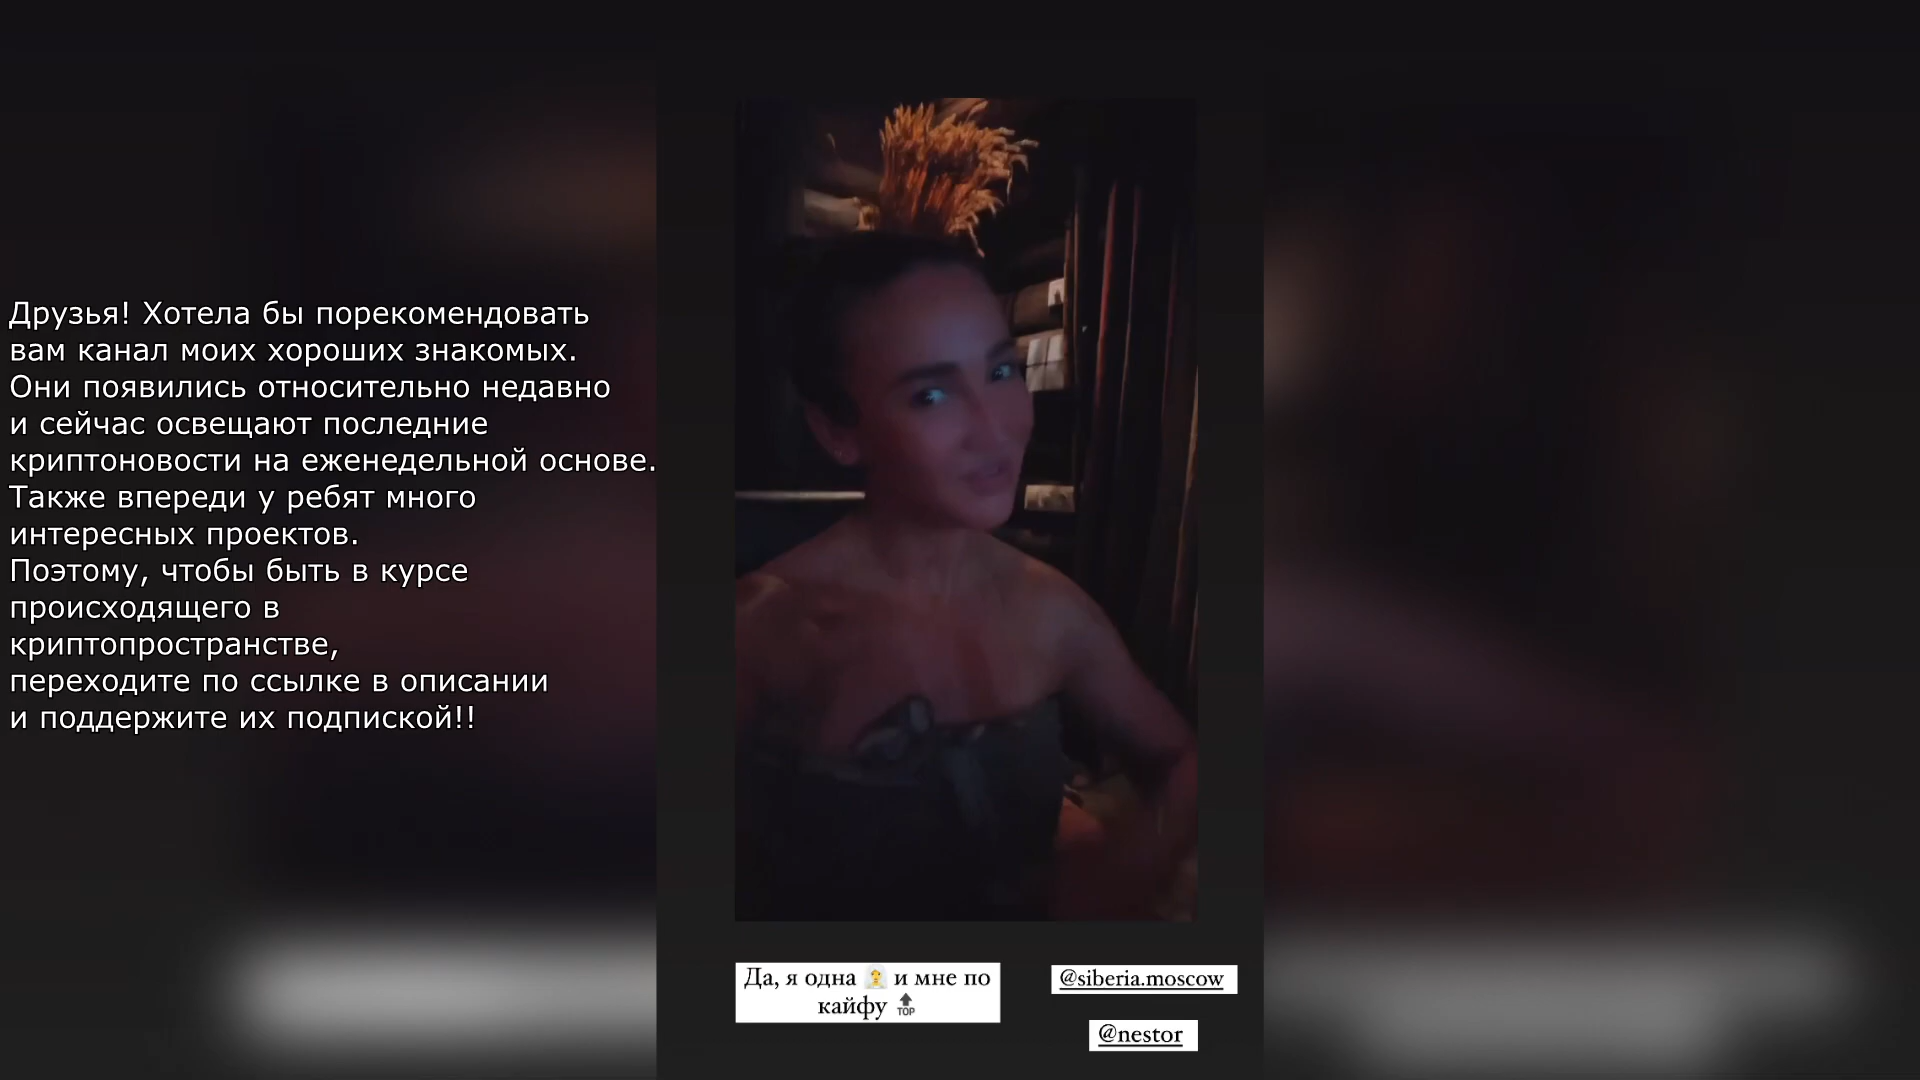 Друзья! Хотела бы порекомендовать
вам канал моих хороших знакомых.
Они появились относительно недавно
и сейчас освещают последние
криптоновости на еженедельной основе.
Также впереди у ребят много
интересных проектов.
Поэтому, чтобы быть в курсе
происходящего в
криптопространстве,
переходите по ссылке в описании
и поддержите их подпиской!!
Да, я одна 👰 и мне по
кайфу 🔝
@siberia.moscow
@nestor